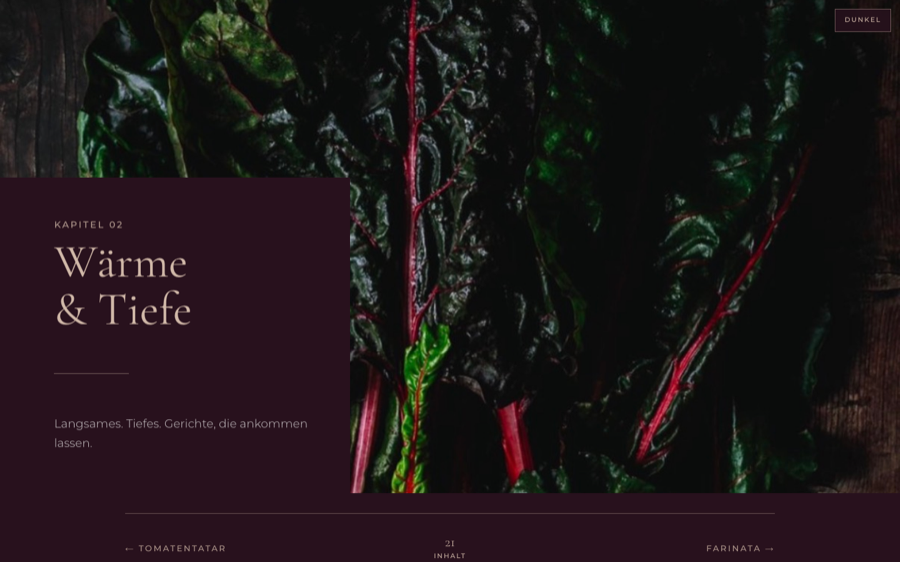 DUNKEL
KAPITEL 02
Wärme
& Tiefe
Langsames. Tiefes. Gerichte, die ankommen
lassen.
← TOMATENTATAR
21
INHALT
FARINATA →